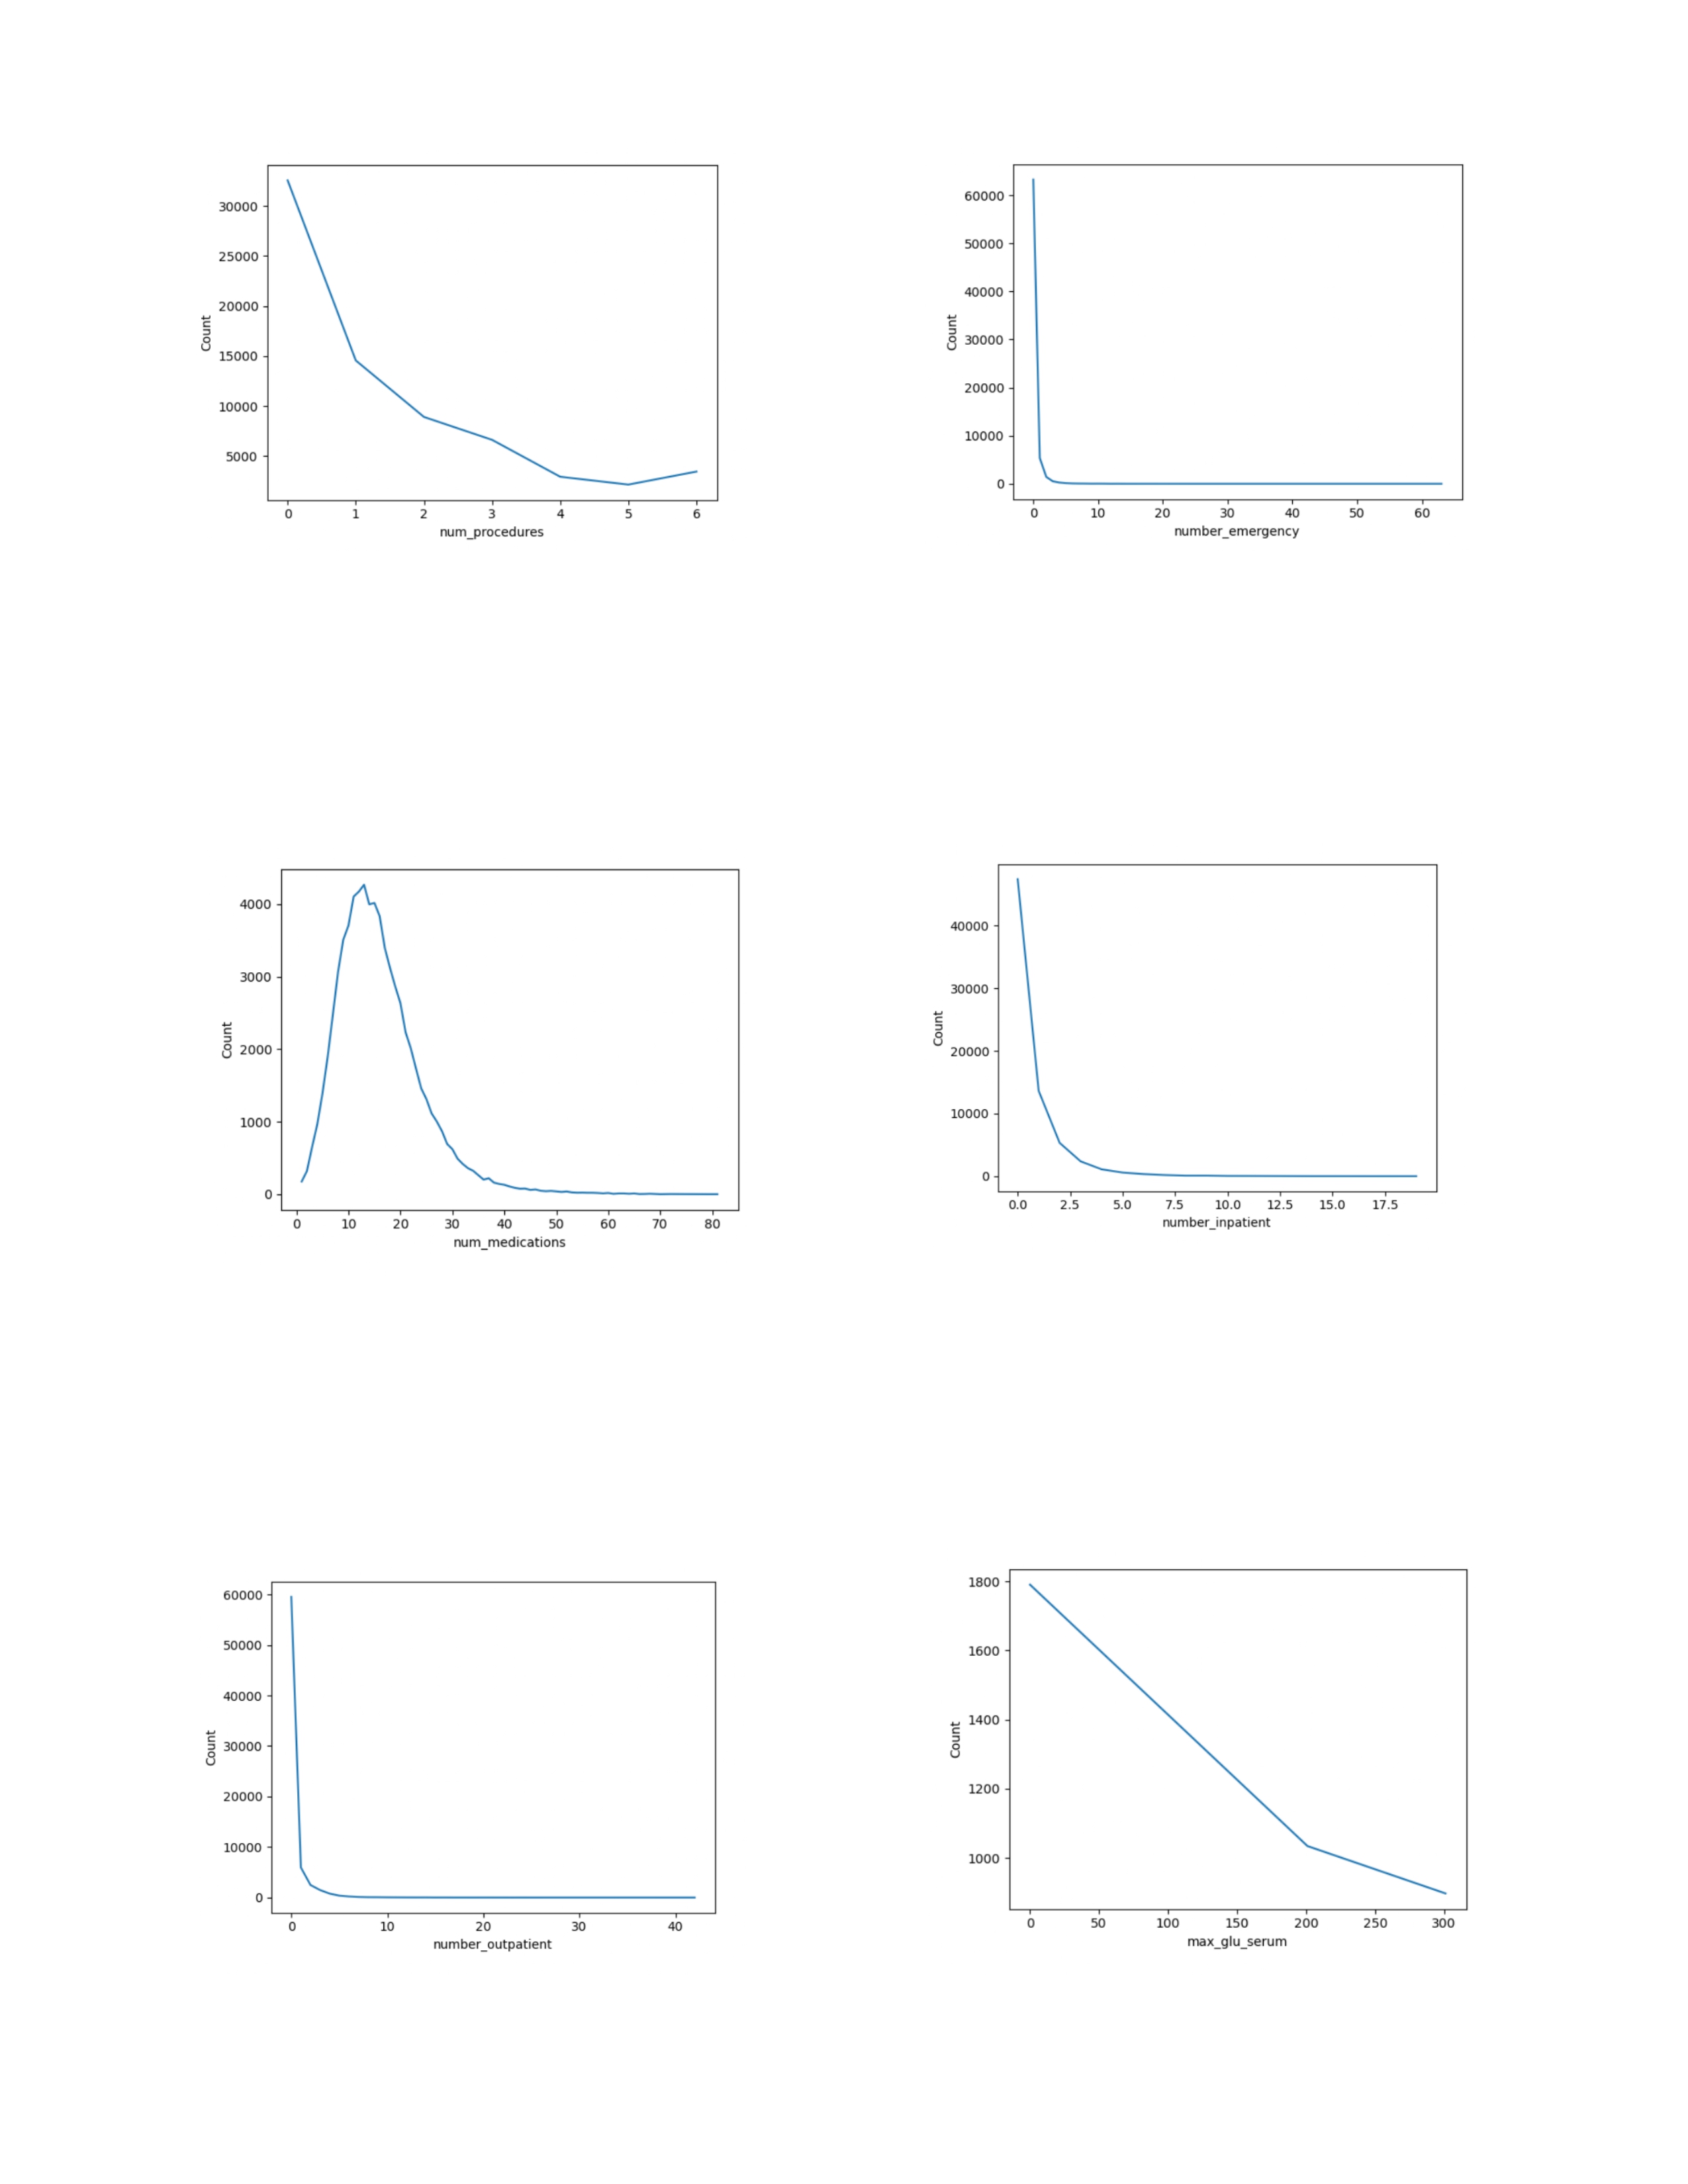 30000
25000
20000
15000
10000
5000
Count
0 1 2 3 4 5 6
num_procedures
60000
50000
40000
30000
20000
10000
0
Count
0 10 20 30 40 50 60
number_emergency
4000
3000
2000
1000
0
Count
0 10 20 30 40 50 60 70 80
num_medications
40000
30000
20000
10000
0
Count
0.0 2.5 5.0 7.5 10.0 12.5 15.0 17.5
number_inpatient
60000
50000
40000
30000
20000
10000
0
Count
0 10 20 30 40
number_outpatient
1800
1600
1400
1200
1000
Count
0 50 100 150 200 250 300
max_glu_serum